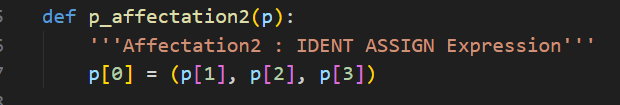 def p_affectation2(p):
'''Affectation2 : IDENT ASSIGN Expression'''
p[0] = (p[1], p[2], p[3])